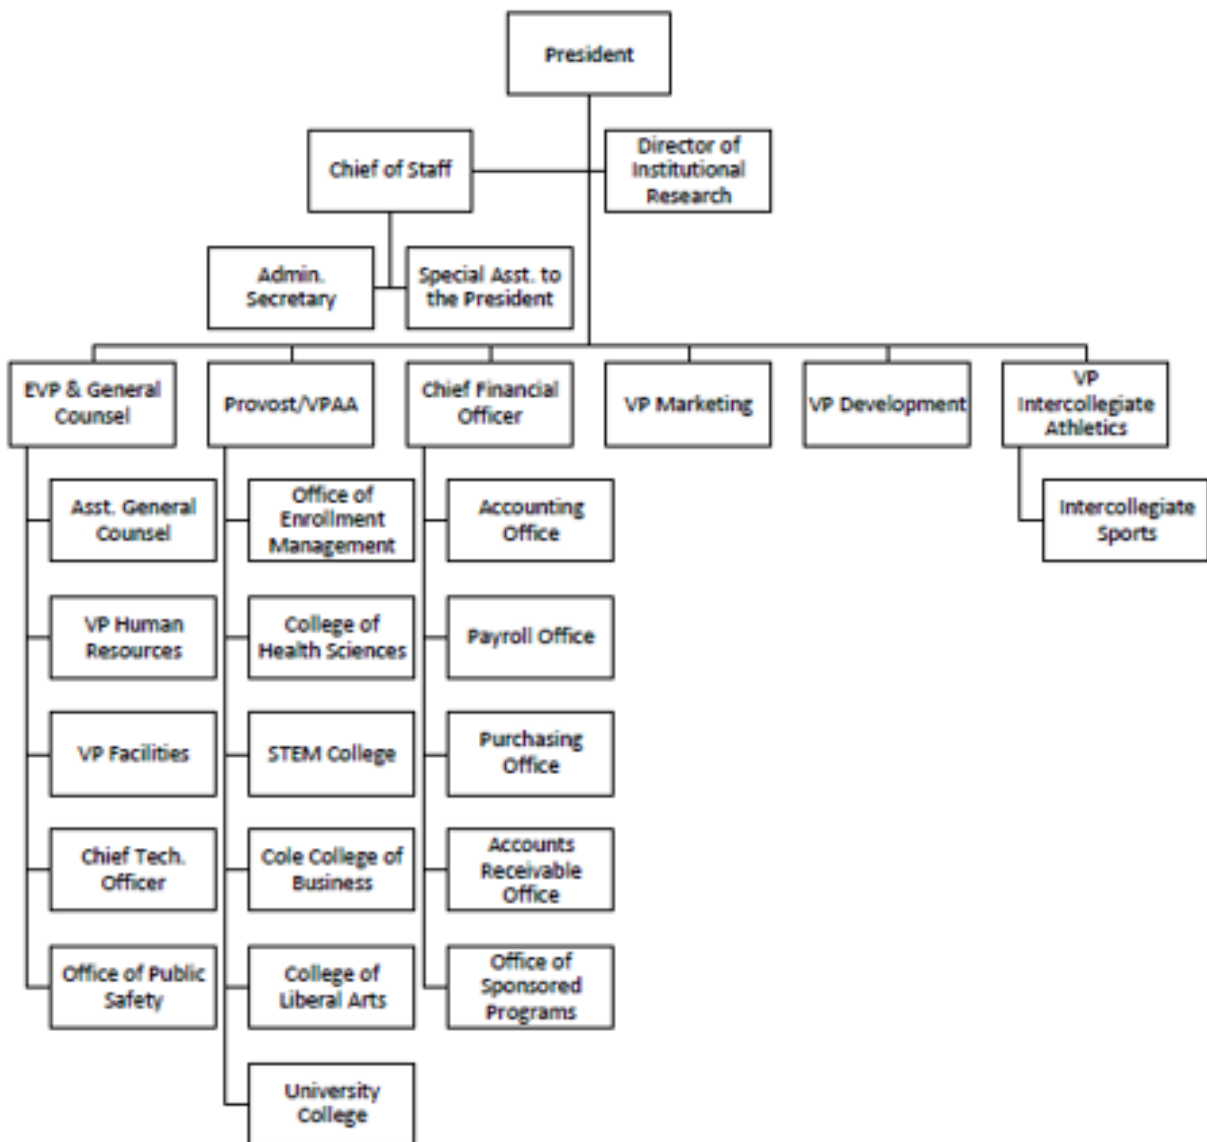 President
Chief of Staff
Director of
Institutional
Research
Admin.
Secretary
Special Asst. to
the President
EVP & General
Counsel
Provost/VPAA
Chief Financial
Officer
VP Marketing
VP Development
VP
Intercollegiate
Athletics
Asst. General
Counsel
Office of
Enrollment
Management
Accounting
Office
Intercollegiate
Sports
VP Human
Resources
College of
Health Sciences
Payroll Office
VP Facilities
STEM College
Purchasing
Office
Chief Tech.
Officer
Cole College of
Business
Accounts
Receivable
Office
Office of Public
Safety
College of
Liberal Arts
Office of
Sponsored
Programs
University
College